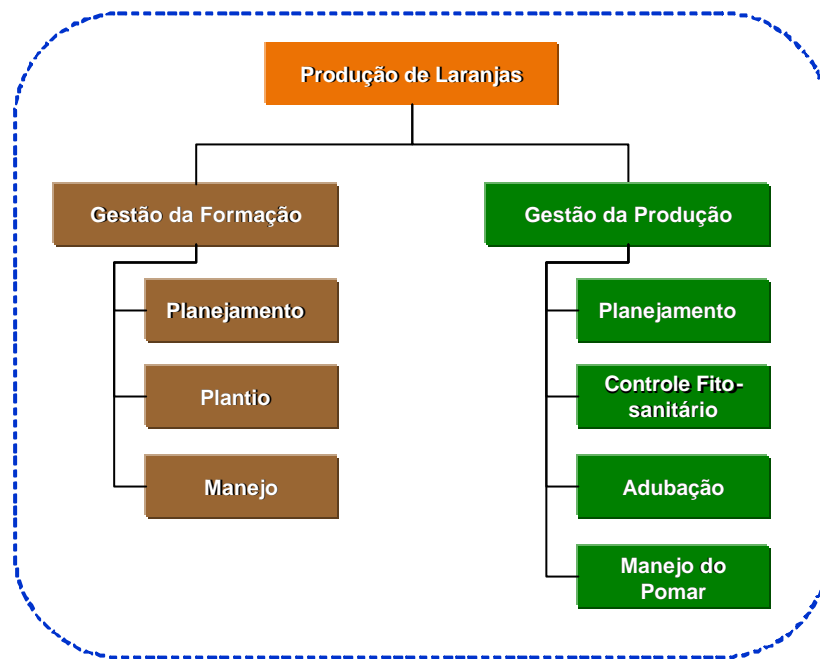 Produção de Laranjas
Gestão da Formação
Planejamento
Plantio
Manejo
Gestão da Produção
Planejamento
Controle Fito-
sanitário
Adubação
Manejo do
Pomar